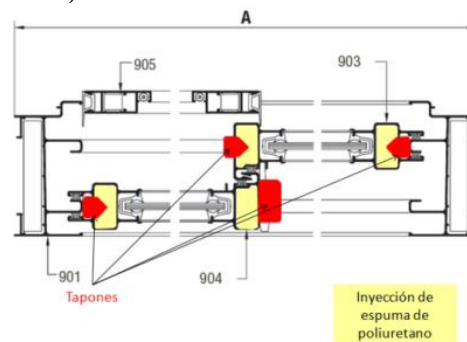 A
905
903
901
904
Tapones
Inyección de
espuma de
poliuretano